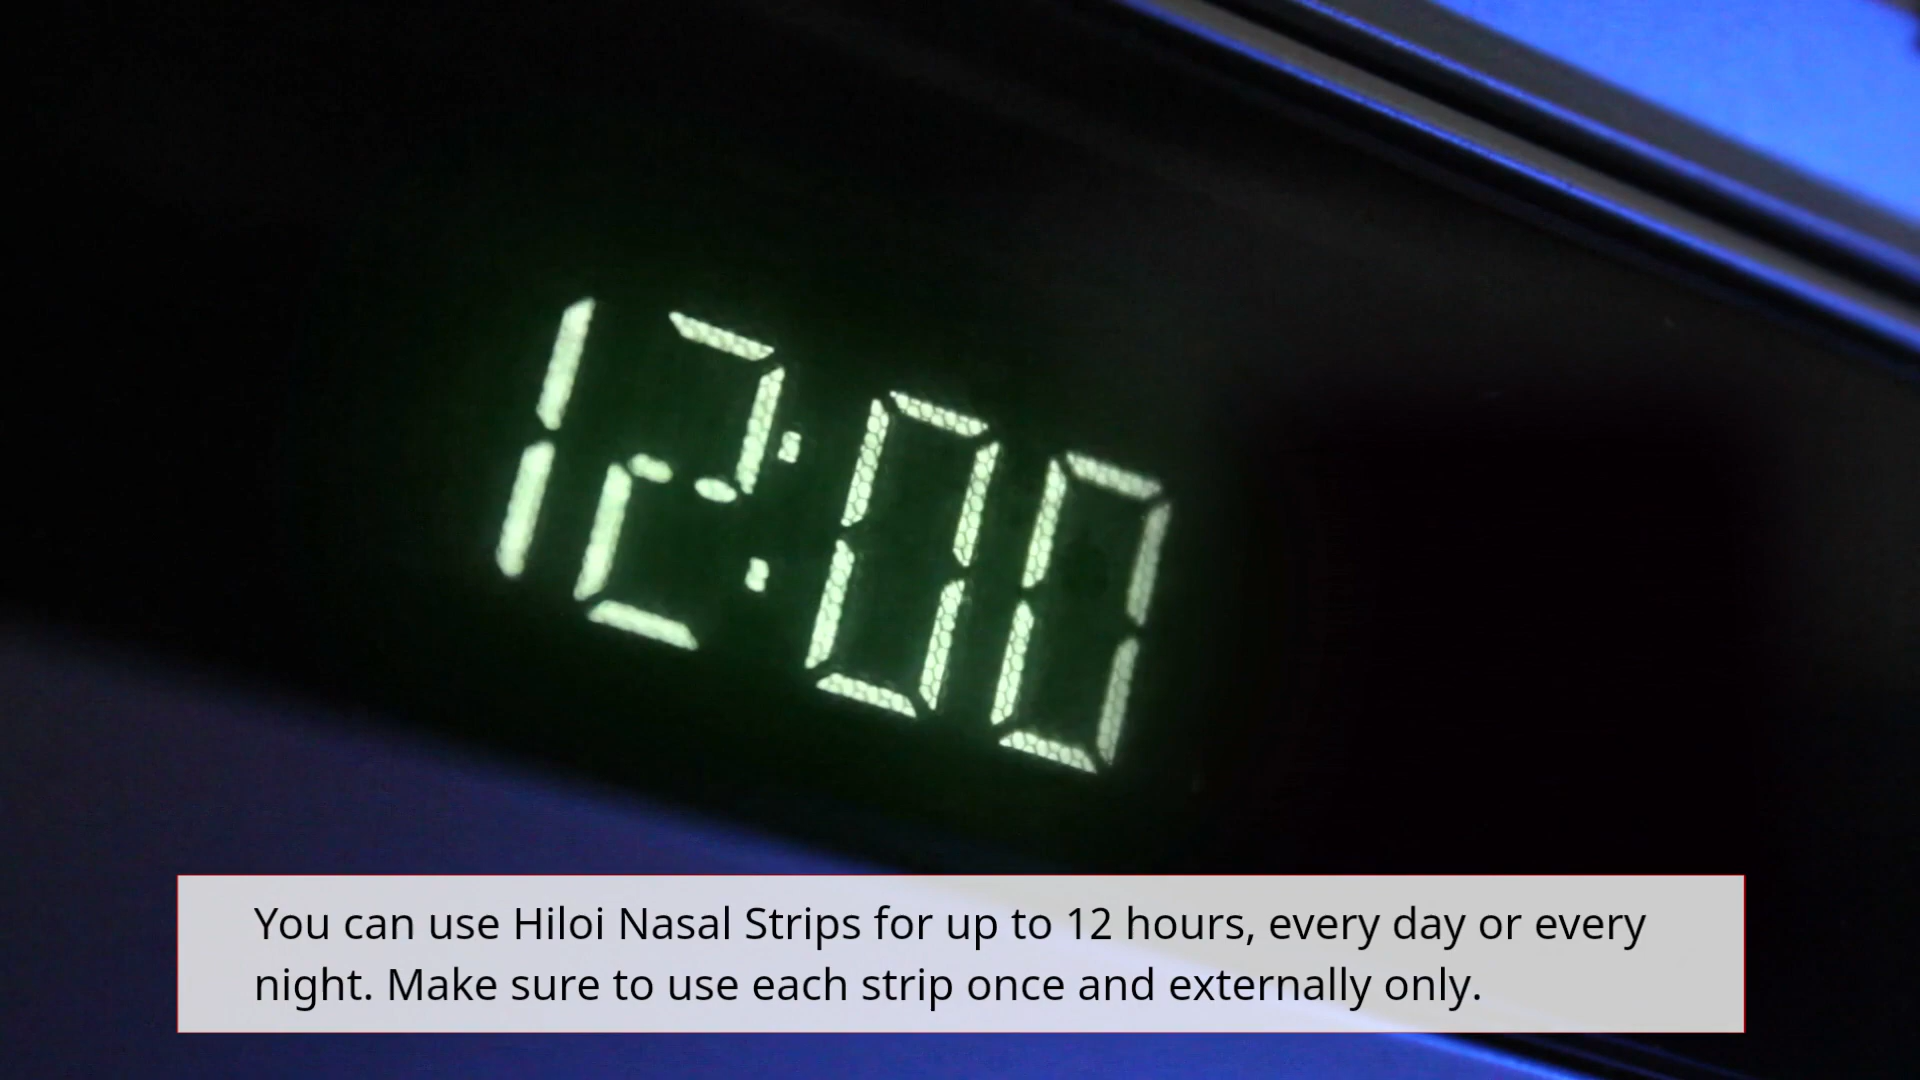 12:00
You can use Hiloi Nasal Strips for up to 12 hours, every day or every
night. Make sure to use each strip once and externally only.